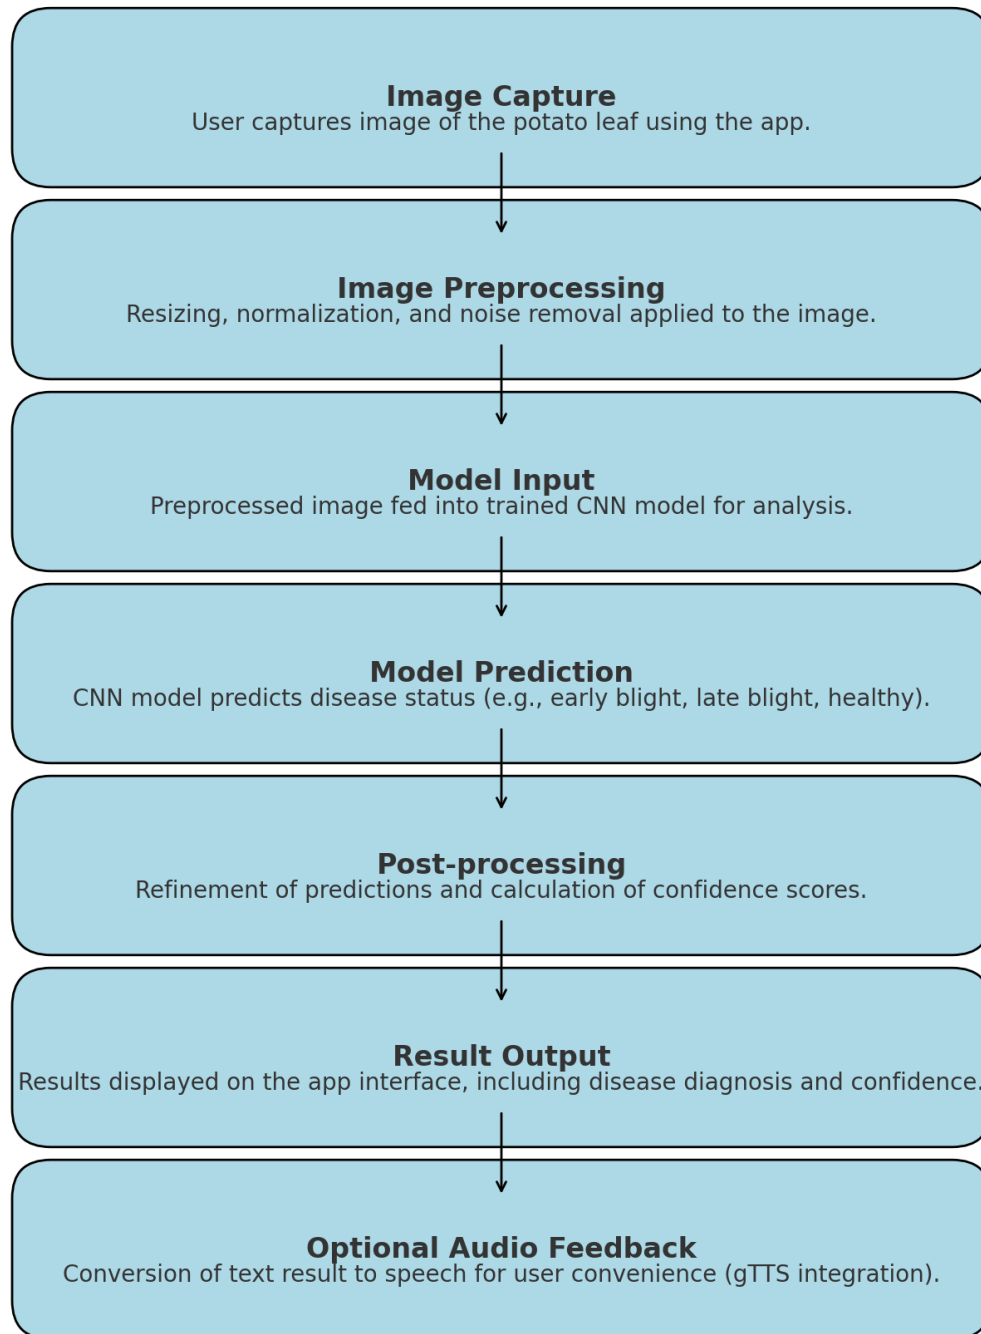 Image Capture
User captures image of the potato leaf using the app.
Image Preprocessing
Resizing, normalization, and noise removal applied to the image.
Model Input
Preprocessed image fed into trained CNN model for analysis.
Model Prediction
CNN model predicts disease status (e.g., early blight, late blight, healthy).
Post-processing
Refinement of predictions and calculation of confidence scores.
Result Output
Results displayed on the app interface, including disease diagnosis and confidence.
Optional Audio Feedback
Conversion of text result to speech for user convenience (gTTS integration).